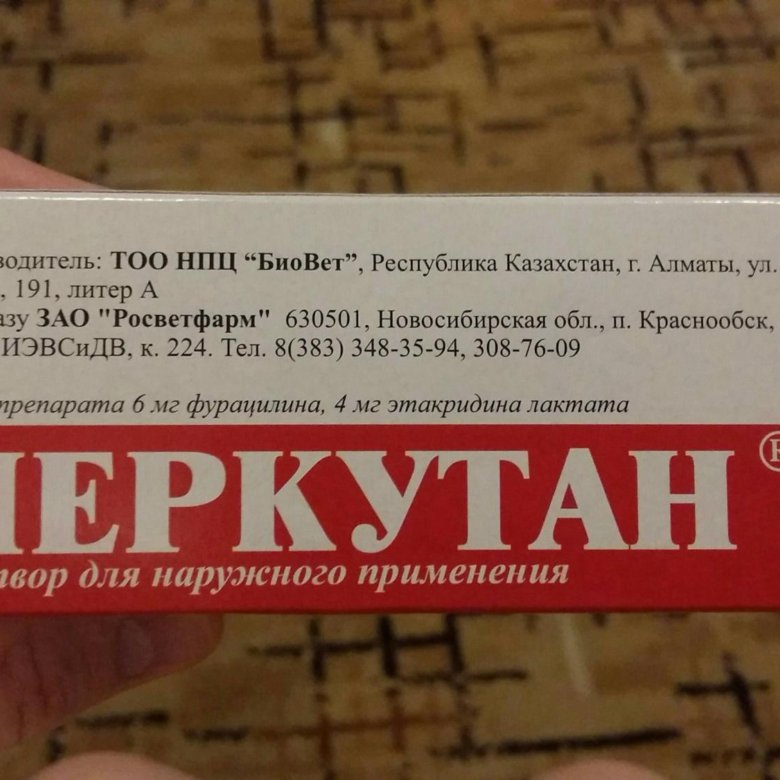 водитель: ТОО НПЦ “БиоВет”, Республика Казахстан, г. Алматы, ул.
, 191, литер А
азу ЗАО "Росветфарм" 630501, Новосибирская обл., п. Краснообск,
ИЭВСиДВ, к. 224. Тел. 8(383) 348-35-94, 308-76-09
препарата 6 мг фурацилина, 4 мг этакридина лактата
ЕРКУТАН ®
твор для наружного применения